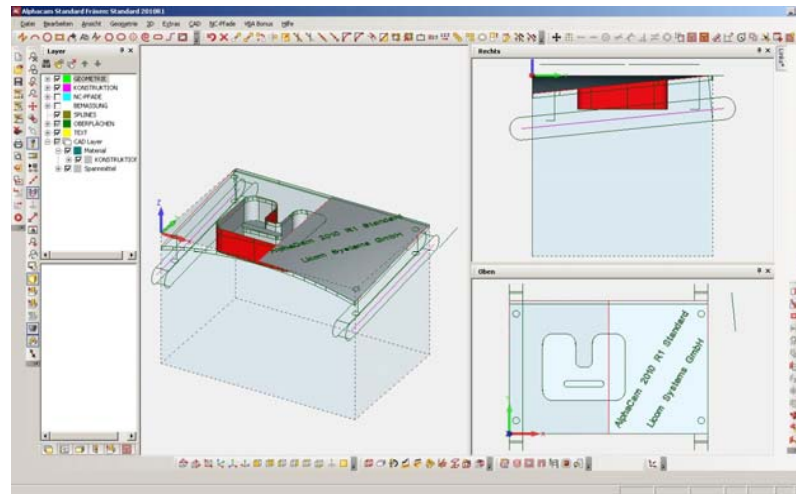 Alphacam Standard Fräsen: Standard 2010R1
Datei Bearbeiten Ansicht Geometrie 3D Extras CAD NC-Pfade VBA Bonus Hilfe
Layer
GEOMETRIE
KONSTRUKTION
NC-PFADE
BEMASSUNG
SPLINES
OBERFLÄCHEN
TEXT
CAD Layer
Material
KONSTRUKTION
Spannmittel
Z
AlphaCam 2010 R1 Standard
Licom Systems GmbH
Rechts
Oben
AlphaCam 2010 R1 Standard
Licom Systems GmbH